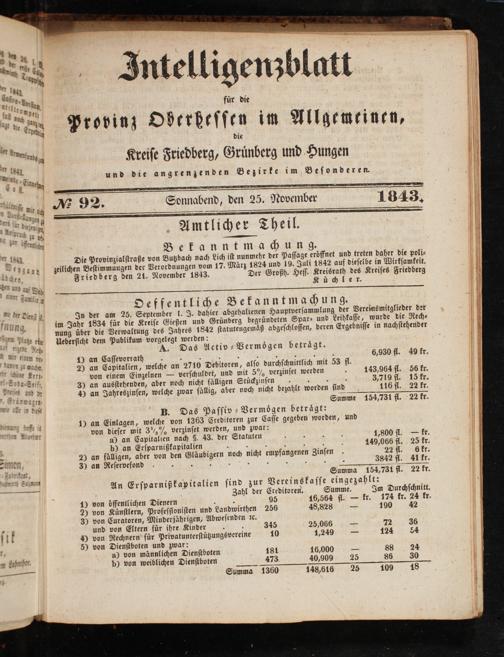 Intelligenzblatt
für die
Provinz Oberhessen im Allgemeinen,
die
Kreise Friedberg, Grünberg und Hungen
und die angrenzenden Bezirke im Besonderen.
№ 92. Sonnabend, den 25. November 1843.
Amtlicher Theil.
Bekanntmachung.
Die Provinzialstraße von Butzbach nach Lich ist nunmehr der Passage eröffnet und treten daher die poli-
zeilichen Bestimmungen der Verordnungen vom 17. März 1824 und 19. Juli 1842 auf dieselbe in Wirksamkeit.
Friedberg den 21. November 1843. Der Großh. Hess. Kreisrath des Kreises Friedberg
Küchler.
Oeffentliche Bekanntmachung.
In der am 25. September l. J. dahier abgehaltenen Hauptversammlung der Vereinsmitglieder der
im Jahr 1834 für die Kreise Gießen und Grünberg begründeten Spar- und Leihkasse, wurde die Rech-
nung über die Verwaltung des Jahres 1842 statutengemäß abgeschlossen, deren Ergebnisse in nachstehender
Uebersicht dem Publikum vorgelegt werden:
A. Das Activ-Vermögen beträgt.
1) an Cassevorrath 6,930 fl. 49 kr.
2) an Capitalien, welche an 2710 Debitoren, also durchschnittlich mit 53 fl.
von einem Einzelnen — verschuldet, und mit 5% verzinset werden 143,964 fl. 56 kr.
3) an ausstehenden, aber noch nicht fälligen Stückzinsen 3,719 fl. 15 kr.
4) an Jahreszinsen, welche zwar fällig, aber noch nicht bezahlt worden sind 116 fl. 22 kr.
Summe 154,731 fl. 22 kr.
B. Das Passiv-Vermögen beträgt:
1) an Einlagen, welche von 1363 Creditoren zur Casse gegeben worden, und
von dieser mit 3½% verzinset werden, und zwar:
a) an Capitalien nach §. 43. der Statuten 1,800 fl. — kr.
b) an Ersparnißkapitalien 149,066 fl. 25 kr.
2) an fälligen, aber von den Gläubigern noch nicht empfangenen Zinsen 22 fl. 6 kr.
3) an Reservefond 3842 fl. 41 kr.
Summa 154,731 fl. 22 kr.
An Ersparnißkapitalien sind zur Vereinskasse eingezahlt:
Zahl der Creditoren. Summe. Im Durchschnitt.
1) von öffentlichen Dienern 95 16,564 fl. — kr. 174 kr. 24 kr.
2) von Künstlern, Professionisten und Landwirthen 256 48,828 — 190 42
3) von Curatoren, Minderjährigen, Abwesenden ꝛc.
und von Eltern für ihre Kinder 345 25,066 — 72 36
4) von Rechnern für Privatunterstützungsvereine 10 1,249 — 124 54
5) von Dienstboten und zwar:
a) von männlichen Dienstboten 181 16,000 — 88 24
b) von weiblichen Dienstboten 473 40,909 25 86 30
Summa 1360 148,616 25 109 18